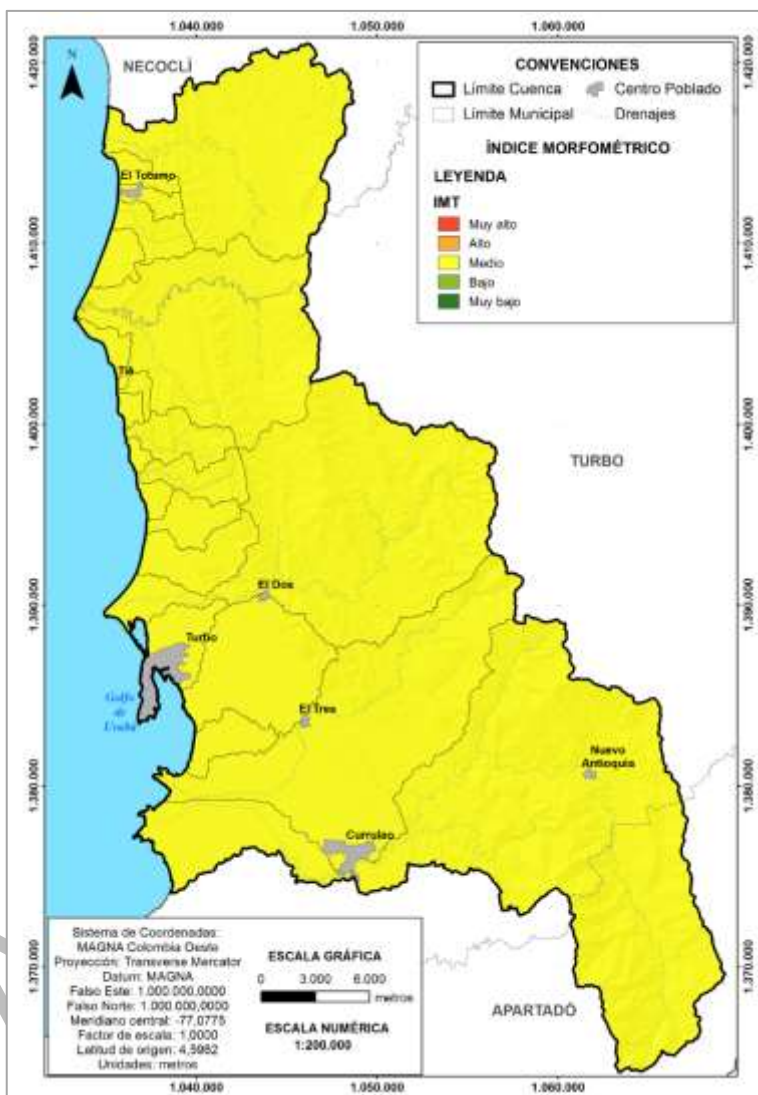 1.040.000 1.050.000 1.060.000
1.420.000
1.410.000
1.400.000
1.390.000
1.380.000
1.370.000
1.420.000
1.410.000
1.400.000
1.390.000
1.380.000
1.370.000
N
NECOCLÍ
CONVENCIONES
Límite Cuenca Centro Poblado
Límite Municipal Drenajes
ÍNDICE MORFOMÉTRICO
LEYENDA
IMT
Muy alto
Alto
Medio
Bajo
Muy bajo
El Totumo
Tié
TURBO
El Dos
Turbo
Golfo
de
Urabá
El Tres
Nuevo
Antioquia
Currulao
APARTADÓ
Sistema de Coordenadas:
MAGNA Colombia Oeste
Proyección: Transverse Mercator
Datum: MAGNA
Falso Este: 1.000.000,0000
Falso Norte: 1.000.000,0000
Meridiano central: -77,0775
Factor de escala: 1,0000
Latitud de origen: 4,5962
Unidades: metros
ESCALA GRÁFICA
0 3.000 6.000
metros
ESCALA NUMÉRICA
1:200.000
1.040.000 1.050.000 1.060.000